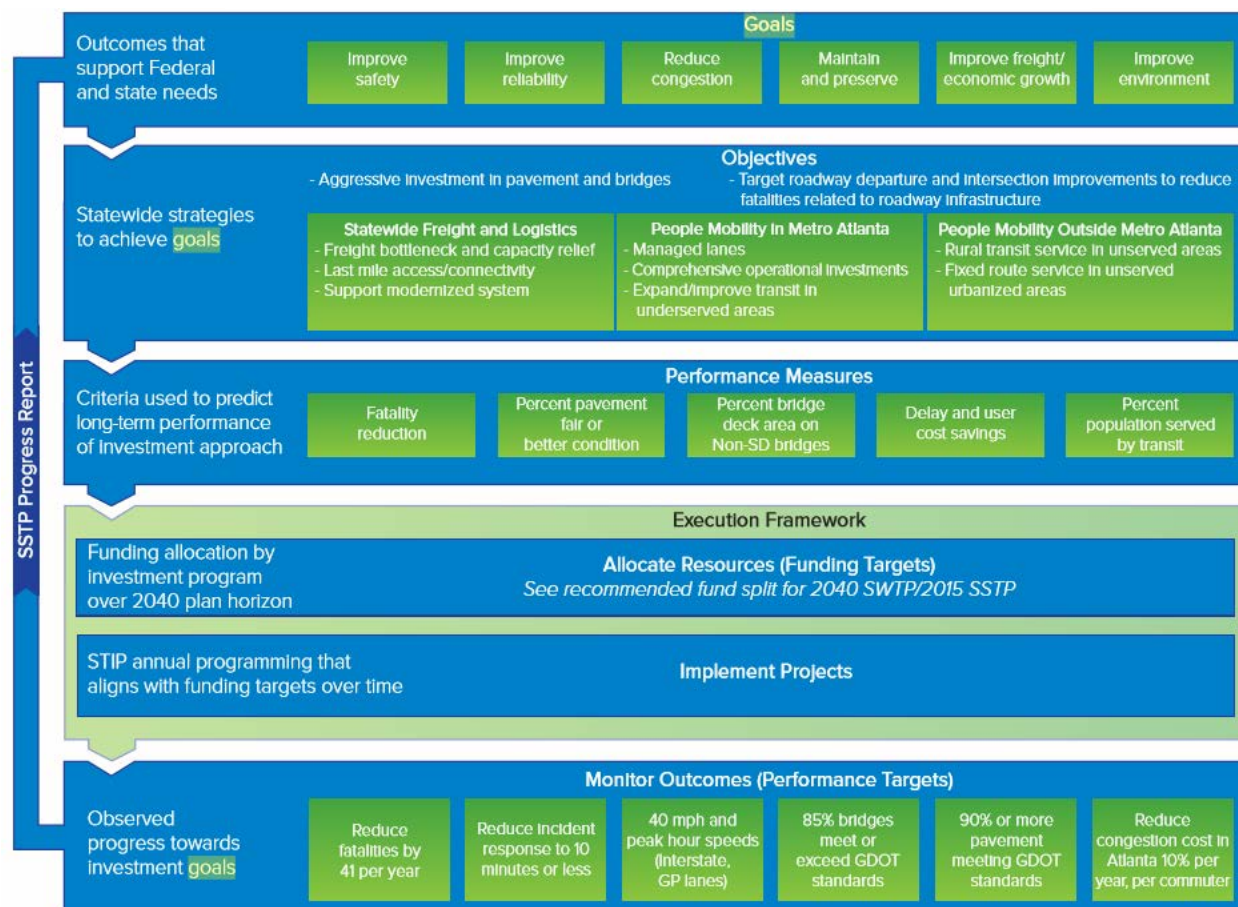 Goals
Outcomes that
support Federal
and state needs
Improve
safety
Improve
reliability
Reduce
congestion
Maintain
and preserve
Improve freight/
economic growth
Improve
environment
Objectives
- Aggressive investment in pavement and bridges
- Target roadway departure and intersection improvements to reduce
fatalities related to roadway infrastructure
Statewide strategies
to achieve goals
Statewide Freight and Logistics
- Freight bottleneck and capacity relief
- Last mile access/connectivity
- Support modernized system
People Mobility in Metro Atlanta
- Managed lanes
- Comprehensive operational investments
- Expand/improve transit in
underserved areas
People Mobility Outside Metro Atlanta
- Rural transit service in unserved areas
- Fixed route service in unserved
urbanized areas
Performance Measures
Criteria used to predict
long-term performance
of investment approach
Fatality
reduction
Percent pavement
fair or
better condition
Percent bridge
deck area on
Non-SD bridges
Delay and user
cost savings
Percent
population served
by transit
Execution Framework
Funding allocation by
investment program
over 2040 plan horizon
Allocate Resources (Funding Targets)
See recommended fund split for 2040 SWTP/2015 SSTP
STIP annual programming that
aligns with funding targets over time
Implement Projects
Monitor Outcomes (Performance Targets)
Observed
progress towards
investment goals
Reduce
fatalities by
41 per year
Reduce incident
response to 10
minutes or less
40 mph and
peak hour speeds
(Interstate,
GP lanes)
85% bridges
meet or
exceed GDOT
standards
90% or more
pavement
meeting GDOT
standards
Reduce
congestion cost in
Atlanta 10% per
year, per commuter
SSTP Progress Report